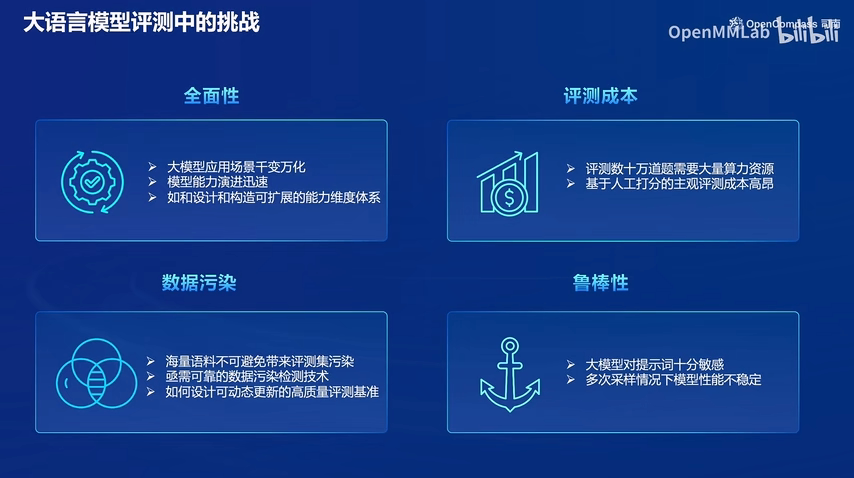 大语言模型评测中的挑战
OpenCompass 司南
OpenMMLab bilibili
全面性
大模型应用场景千变万化
模型能力演进迅速
如和设计和构造可扩展的能力维度体系
评测成本
$
评测数十万道题需要大量算力资源
基于人工打分的主观评测成本高昂
数据污染
海量语料不可避免带来评测集污染
亟需可靠的数据污染检测技术
如何设计可动态更新的高质量评测基准
鲁棒性
大模型对提示词十分敏感
多次采样情况下模型性能不稳定